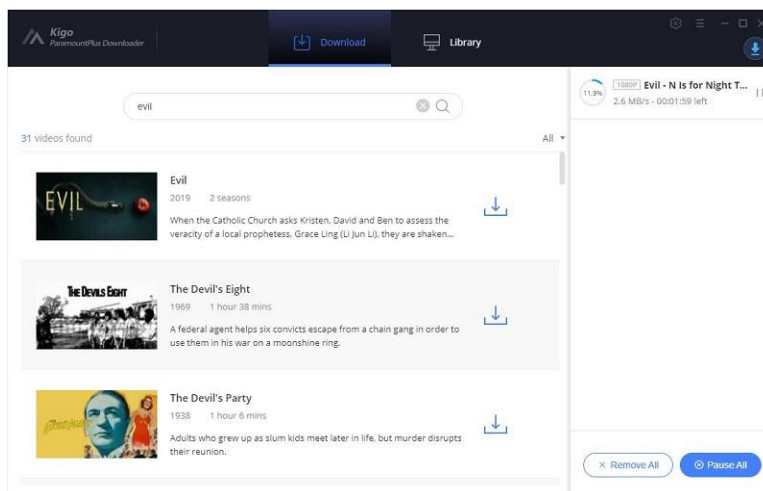 Kigo
ParamountPlus Downloader
Download
Library
evil
31 videos found
All
EVIL
Evil
2019 2 seasons
When the Catholic Church asks Kristen, David and Ben to assess the
veracity of a local prophetess, Grace Ling (Li Jun Li), they are shaken...
THE DEVILS EIGHT
The Devil's Eight
1969 1 hour 38 mins
A federal agent helps six convicts escape from a chain gang in order to
use them in his war on a moonshine ring.
The Devil's Party
1938 1 hour 6 mins
Adults who grew up as slum kids meet later in life, but murder disrupts
their reunion.
11.9%
1080P Evil - N Is for Night T...
2.6 MB/s - 00:01:59 left
Remove All
Pause All